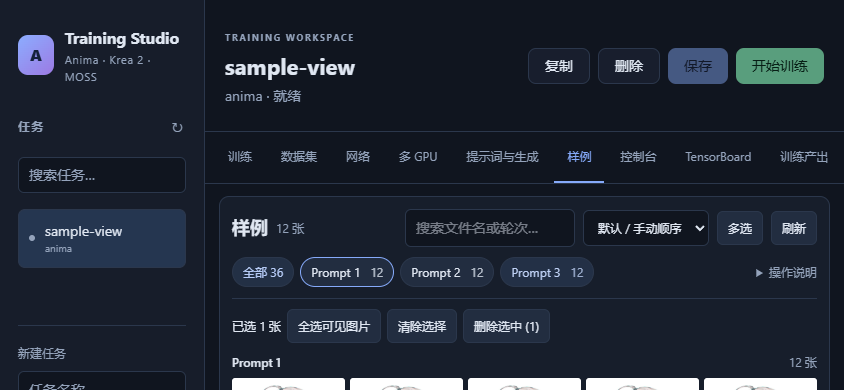 A
Training Studio
Anima · Krea 2 ·
MOSS
任务
↻
搜索任务...
sample-view
anima
新建任务
任务名称
TRAINING WORKSPACE
sample-view
anima · 就绪
复制
删除
保存
开始训练
训练
数据集
网络
多 GPU
提示词与生成
样例
控制台
TensorBoard
训练产出
样例 12 张
搜索文件名或轮次...
默认 / 手动顺序
多选
刷新
全部 36
Prompt 1 12
Prompt 2 12
Prompt 3 12
▶ 操作说明
已选 1 张
全选可见图片
清除选择
删除选中 (1)
Prompt 1
12 张